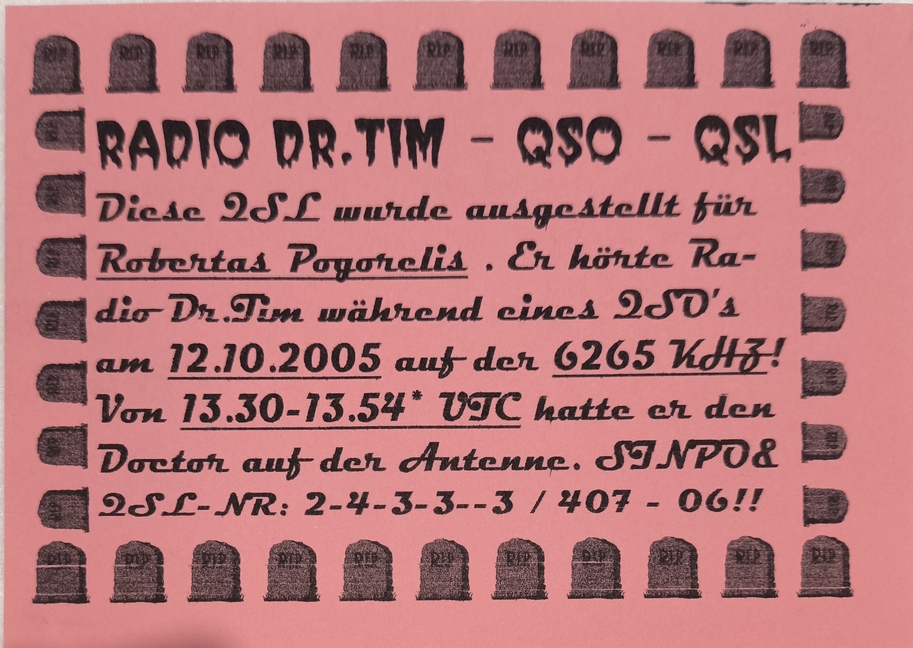 RADIO DR.TIM - QSO - QSL
Diese QSL wurde ausgestellt für
Robertas Pogorelis . Er hörte Ra-
dio Dr.Tim während eines QSO's
am 12.10.2005 auf der 6265 KHZ!
Von 13.30-13.54* UTC hatte er den
Doctor auf der Antenne. SINPO&
QSL-NR: 2-4-3-3--3 / 407 - 06!!